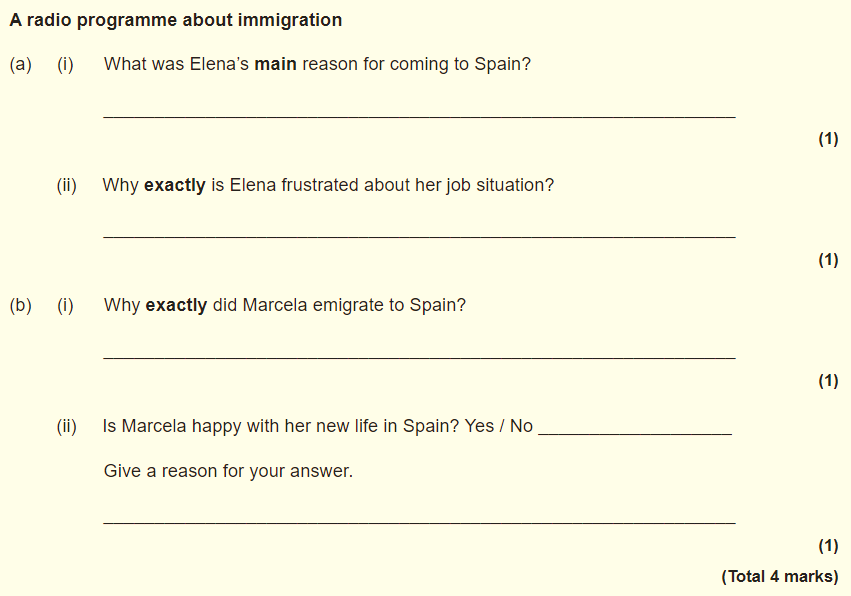 A radio programme about immigration
(a) (i) What was Elena's main reason for coming to Spain?
(1)
(ii) Why exactly is Elena frustrated about her job situation?
(1)
(b) (i) Why exactly did Marcela emigrate to Spain?
(1)
(ii) Is Marcela happy with her new life in Spain? Yes / No
Give a reason for your answer.
(1)
(Total 4 marks)